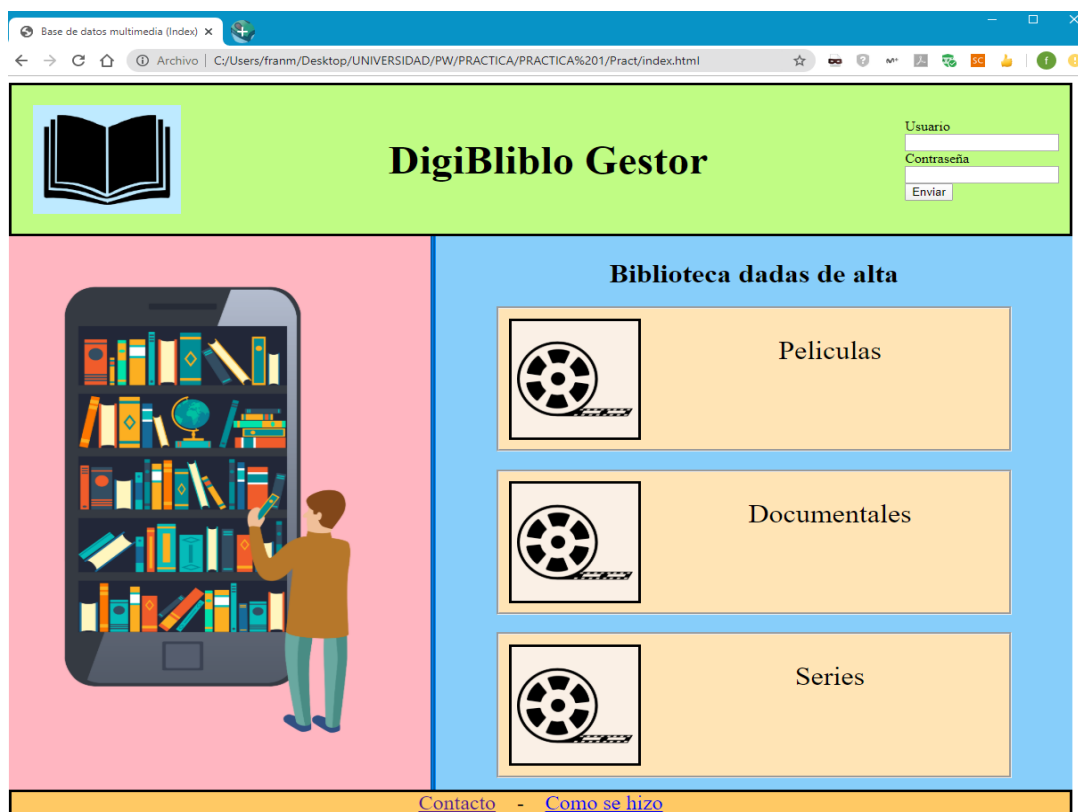 Base de datos multimedia (Index)
Archivo | C:/Users/franm/Desktop/UNIVERSIDAD/PW/PRACTICA/PRACTICA%201/Pract/index.html
SC
f
DigiBliblo Gestor
Usuario
Contraseña
Enviar
Biblioteca dadas de alta
Peliculas
Documentales
Series
Contacto - Como se hizo